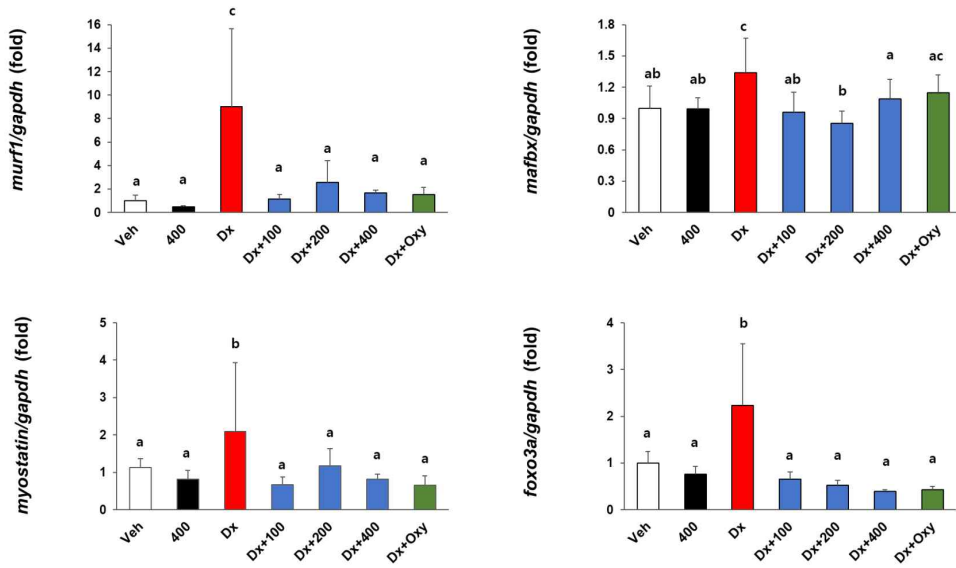 murf1/gapdh (fold)
16
14
12
10
8
6
4
2
0
a
a
c
a
a
a
a
Veh
400
Dx
Dx+100
Dx+200
Dx+400
Dx+Oxy
mafbx/gapdh (fold)
1.8
1.5
1.2
0.9
0.6
0.3
0
ab
ab
c
ab
b
a
ac
Veh
400
Dx
Dx+100
Dx+200
Dx+400
Dx+Oxy
myostatin/gapdh (fold)
5
4
3
2
1
0
a
a
b
a
a
a
a
Veh
400
Dx
Dx+100
Dx+200
Dx+400
Dx+Oxy
foxo3a/gapdh (fold)
4
3
2
1
0
a
a
b
a
a
a
a
Veh
400
Dx
Dx+100
Dx+200
Dx+400
Dx+Oxy